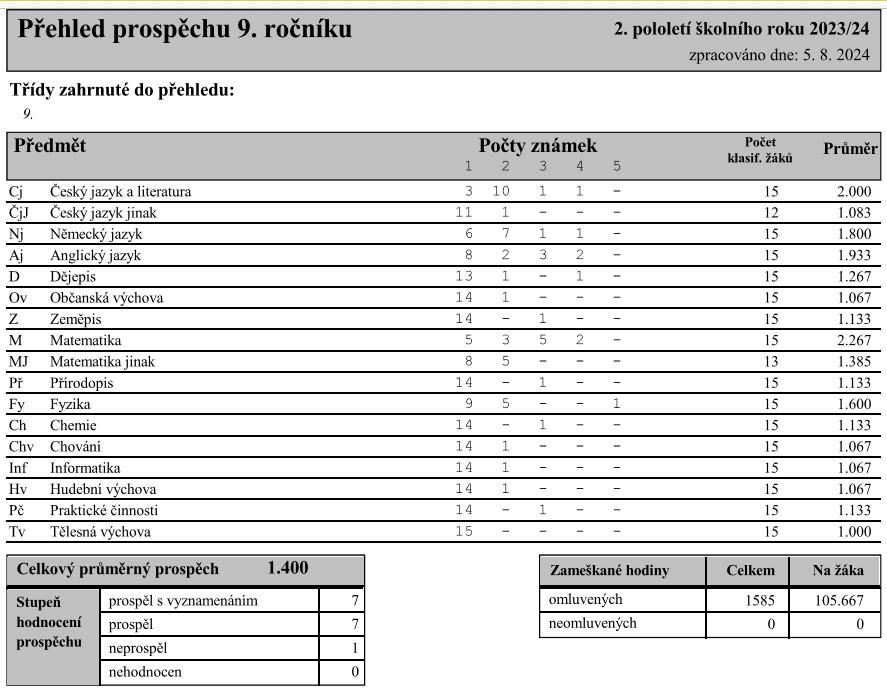 Přehled prospěchu 9. ročníku 2. pololetí školního roku 2023/24
zpracováno dne: 5. 8. 2024
Třídy zahrnuté do přehledu:
9.
Předmět Počty známek Počet klasif. žáků Průměr
1 2 3 4 5
Cj Český jazyk a literatura 3 10 1 1 - 15 2.000
ČjJ Český jazyk jinak 11 1 - - - 12 1.083
Nj Německý jazyk 6 7 1 1 - 15 1.800
Aj Anglický jazyk 8 2 3 2 - 15 1.933
D Dějepis 13 1 - 1 - 15 1.267
Ov Občanská výchova 14 1 - - - 15 1.067
Z Zeměpis 14 - 1 - - 15 1.133
M Matematika 5 3 5 2 - 15 2.267
MJ Matematika jinak 8 5 - - - 13 1.385
Př Přírodopis 14 - 1 - - 15 1.133
Fy Fyzika 9 5 - - 1 15 1.600
Ch Chemie 14 - 1 - - 15 1.133
Chv Chování 14 1 - - - 15 1.067
Inf Informatika 14 1 - - - 15 1.067
Hv Hudební výchova 14 1 - - - 15 1.067
Pč Praktické činnosti 14 - 1 - - 15 1.133
Tv Tělesná výchova 15 - - - - 15 1.000
Celkový průměrný prospěch 1.400
Stupeň hodnocení prospěchu
prospěl s vyznamenáním 7
prospěl 7
neprospěl 1
nehodnocen 0
Zameškané hodiny Celkem Na žáka
omluvených 1585 105.667
neomluvených 0 0